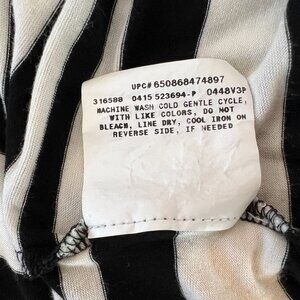 UPC# 650868474897
316588 0415 523694-P 0448V3P
MACHINE WASH COLD GENTLE CYCLE,
WITH LIKE COLORS, DO NOT
BLEACH, LINE DRY, COOL IRON ON
REVERSE SIDE, IF NEEDED